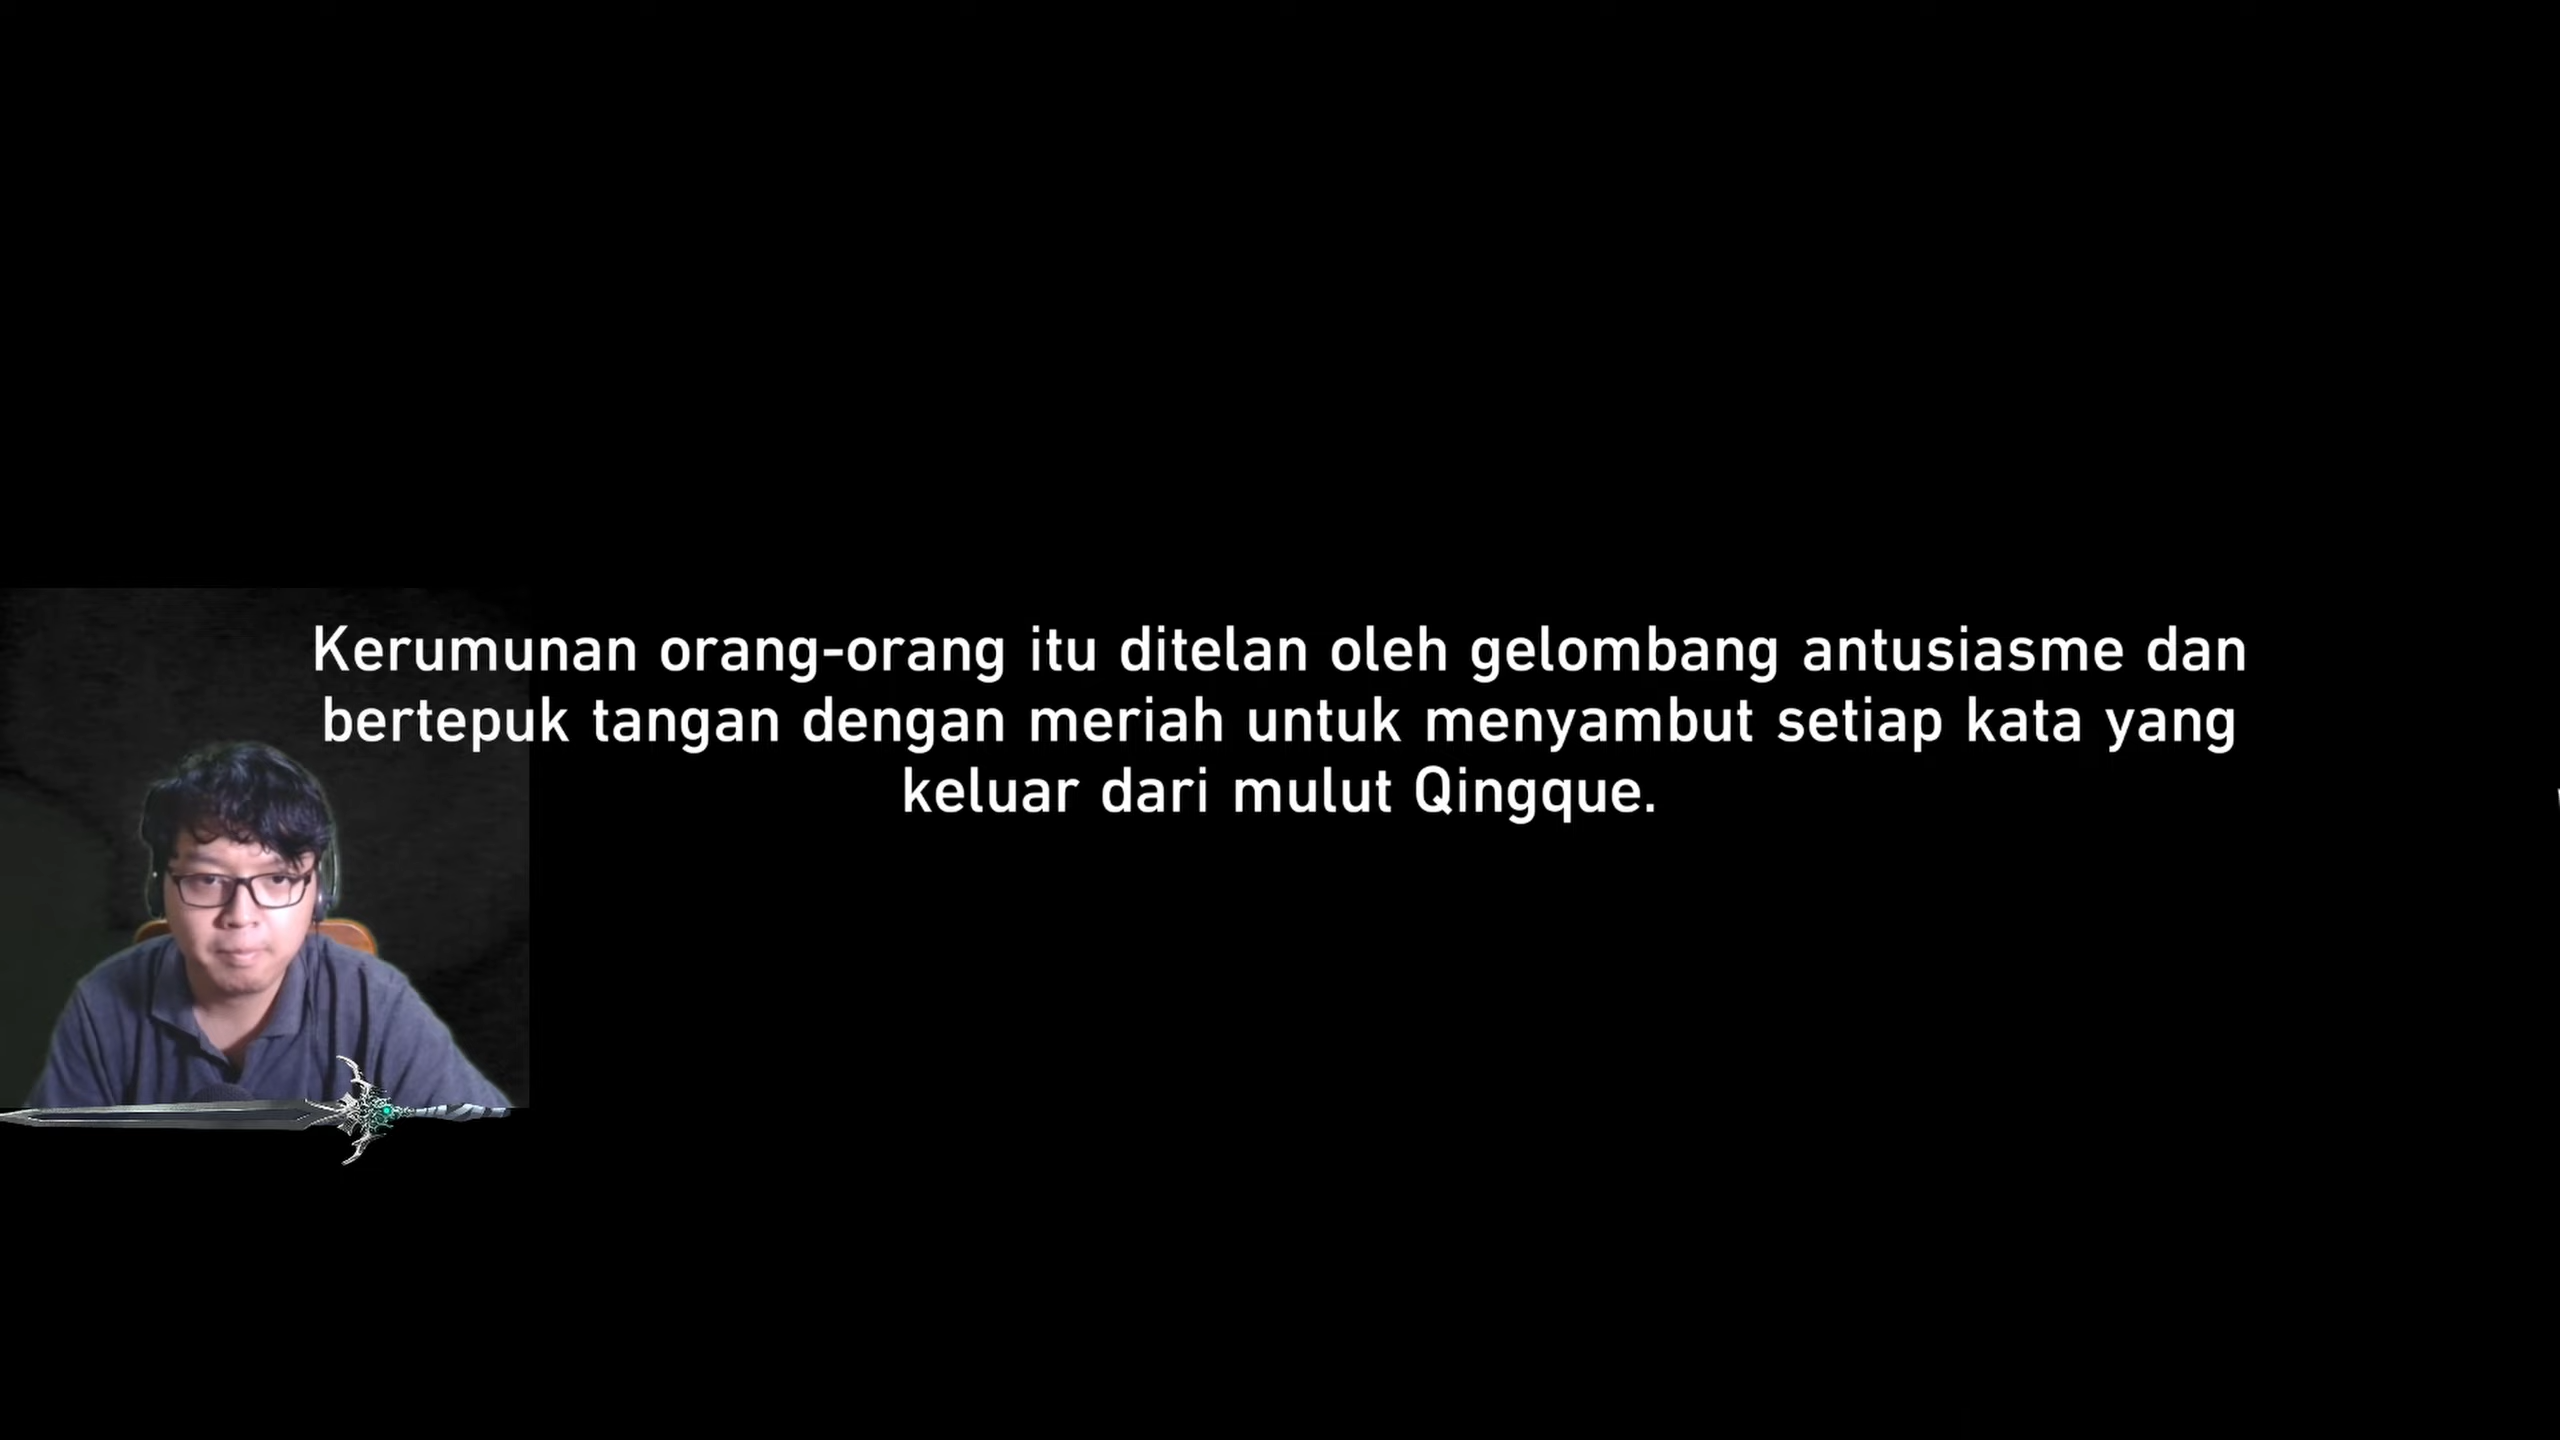 Kerumunan orang-orang itu ditelan oleh gelombang antusiasme dan
bertepuk tangan dengan meriah untuk menyambut setiap kata yang
keluar dari mulut Qingque.